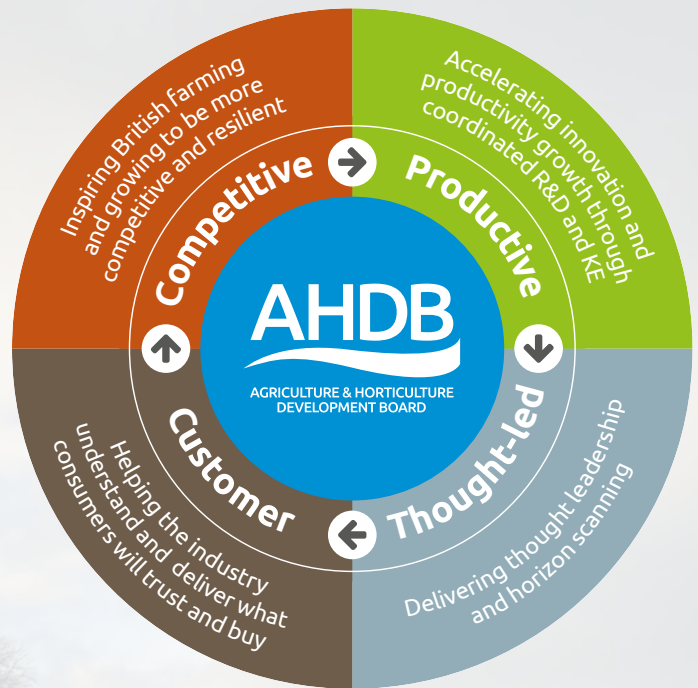 Inspiring British farming
and growing to be more
competitive and resilient
Competitive
Accelerating innovation and
productivity growth through
coordinated R&D and KE
Productive
AHDB
AGRICULTURE & HORTICULTURE
DEVELOPMENT BOARD
Customer
Helping the industry
understand and deliver what
consumers will trust and buy
Thought-led
Delivering thought leadership
and horizon scanning